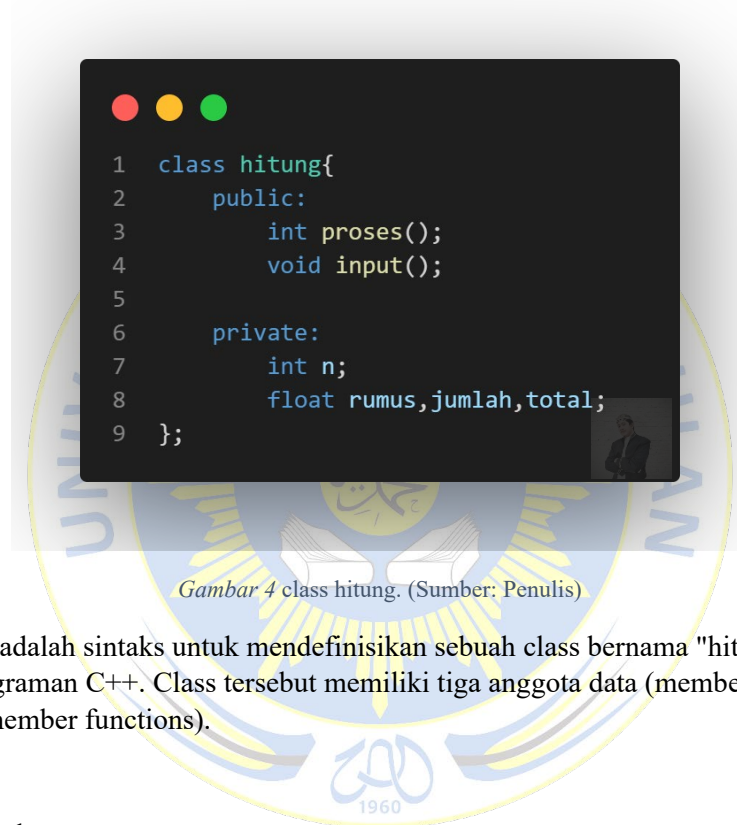 1 class hitung{
2 public:
3 int proses();
4 void input();
5
6 private:
7 int n;
8 float rumus,jumlah,total;
9 };
Gambar 4 class hitung. (Sumber: Penulis)
adalah sintaks untuk mendefinisikan sebuah class bernama "hit
graman C++. Class tersebut memiliki tiga anggota data (membe
member functions).
1960